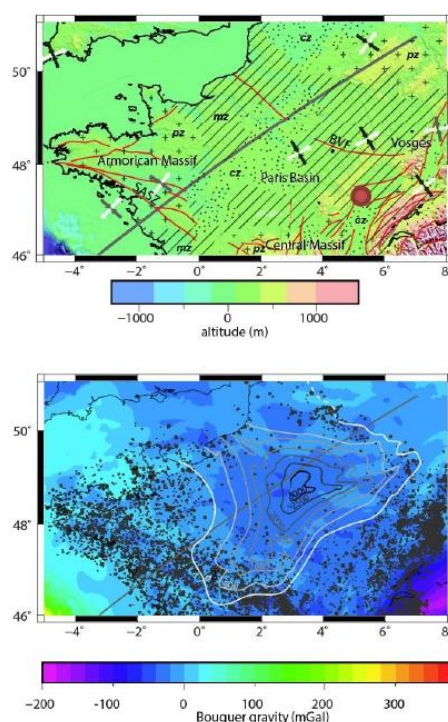 50°
48°
46°
cz
pz
mz
pz
BVF
Vosges
Armorican Massif
cz
Paris Basin
SASZ
cz
mz
pz
Central Massif
−4° −2° 0° 2° 4° 6° 8
−1000 0 1000
altitude (m)
50°
48°
46°
−4° −2° 0° 2° 4° 6° 8
−200 −100 0 100 200 300
Bouguer gravity (mGal)